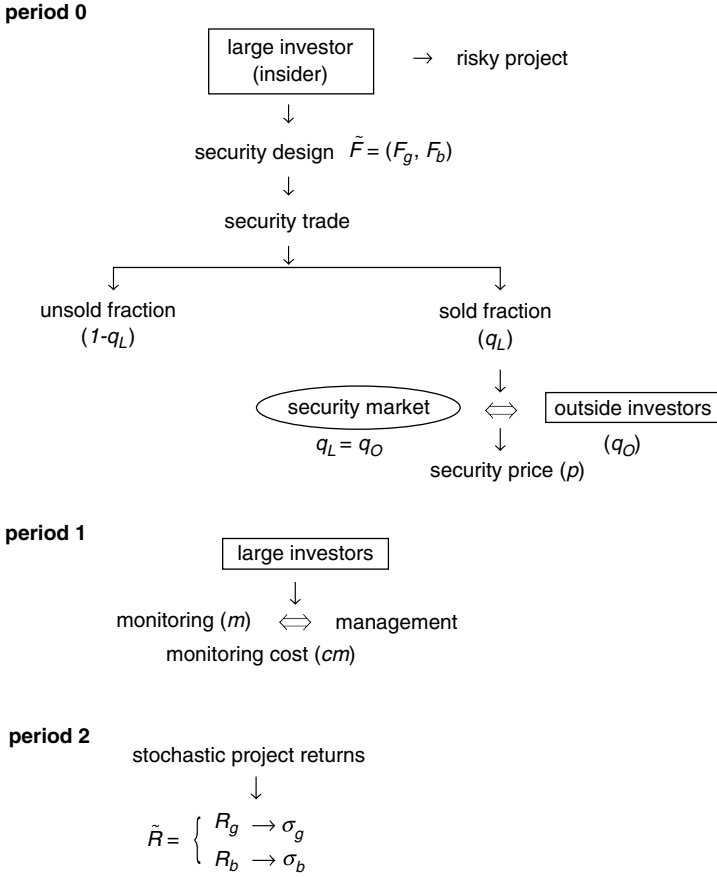 period 0
large investor
(insider)
→ risky project
security design F̃ = (F_g, F_b)
security trade
unsold fraction
(1-q_L)
sold fraction
(q_L)
security market
⇔
outside investors
q_L = q_O
(q_O)
security price (p)
period 1
large investors
monitoring (m) ⇔ management
monitoring cost (cm)
period 2
stochastic project returns
R̃ = { R_g → σ_g
R_b → σ_b